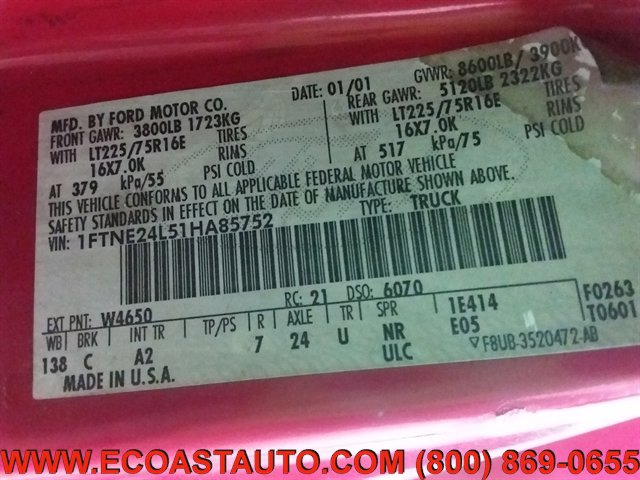 MFD. BY FORD MOTOR CO.
DATE: 01/01
GVWR: 8600LB/ 3900K
FRONT GAWR: 3800LB 1723KG
REAR GAWR: 5120LB 2322KG
WITH LT225/75R16E TIRES
WITH LT225/75R16E TIRES
16X7.0K RIMS
16X7.0K RIMS
AT 379 kPa/55 PSI COLD
AT 517 kPa/75 PSI COLD
THIS VEHICLE CONFORMS TO ALL APPLICABLE FEDERAL MOTOR VEHICLE
SAFETY STANDARDS IN EFFECT ON THE DATE OF MANUFACTURE SHOWN ABOVE.
VIN: 1FTNE24L51HA85752
TYPE: TRUCK
EXT PNT: W4650 RC: 21 DSO: 6070
WB BRK INT TR TP/PS R AXLE TR SPR 1E414 F0263
138 C A2 7 24 U NR E05 T0601
ULC ▽F8UB-3520472-AB
MADE IN U.S.A.
WWW.ECOASTAUTO.COM (800) 869-0655